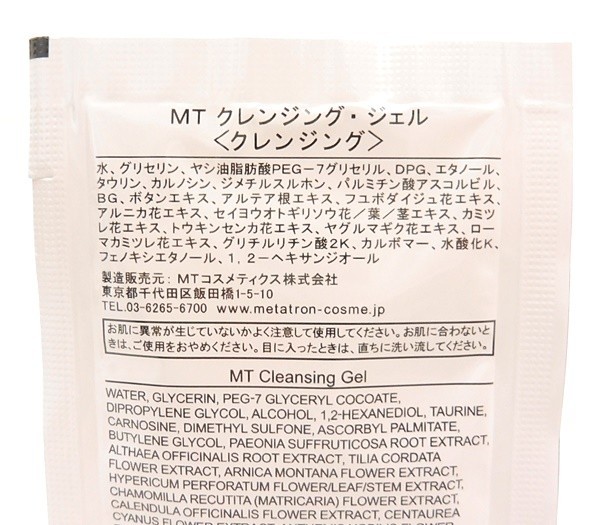 MT クレンジング・ジェル
＜クレンジング＞
水、グリセリン、ヤシ油脂肪酸PEG－7グリセリル、DPG、エタノール、
タウリン、カルノシン、ジメチルスルホン、パルミチン酸アスコルビル、
BG、ボタンエキス、アルテア根エキス、フユボダイジュ花エキス、
アルニカ花エキス、セイヨウオトギリソウ花／葉／茎エキス、カミツ
レ花エキス、トウキンセンカ花エキス、ヤグルマギク花エキス、ロー
マカミツレ花エキス、グリチルリチン酸2K、カルボマー、水酸化K、
フェノキシエタノール、1，2－ヘキサンジオール
製造販売元：MTコスメティクス株式会社
東京都千代田区飯田橋1-5-10
TEL.03-6265-6700 www.metatron-cosme.jp
お肌に異常が生じていないかよく注意して使用してください。お肌に合わないと
きは、ご使用をおやめください。目に入ったときは、直ちに洗い流してください。
MT Cleansing Gel
WATER, GLYCERIN, PEG-7 GLYCERYL COCOATE,
DIPROPYLENE GLYCOL, ALCOHOL, 1,2-HEXANEDIOL, TAURINE,
CARNOSINE, DIMETHYL SULFONE, ASCORBYL PALMITATE,
BUTYLENE GLYCOL, PAEONIA SUFFRUTICOSA ROOT EXTRACT,
ALTHAEA OFFICINALIS ROOT EXTRACT, TILIA CORDATA
FLOWER EXTRACT, ARNICA MONTANA FLOWER EXTRACT,
HYPERICUM PERFORATUM FLOWER/LEAF/STEM EXTRACT,
CHAMOMILLA RECUTITA (MATRICARIA) FLOWER EXTRACT,
CALENDULA OFFICINALIS FLOWER EXTRACT, CENTAUREA
CYANUS FLOWER EXTRACT,